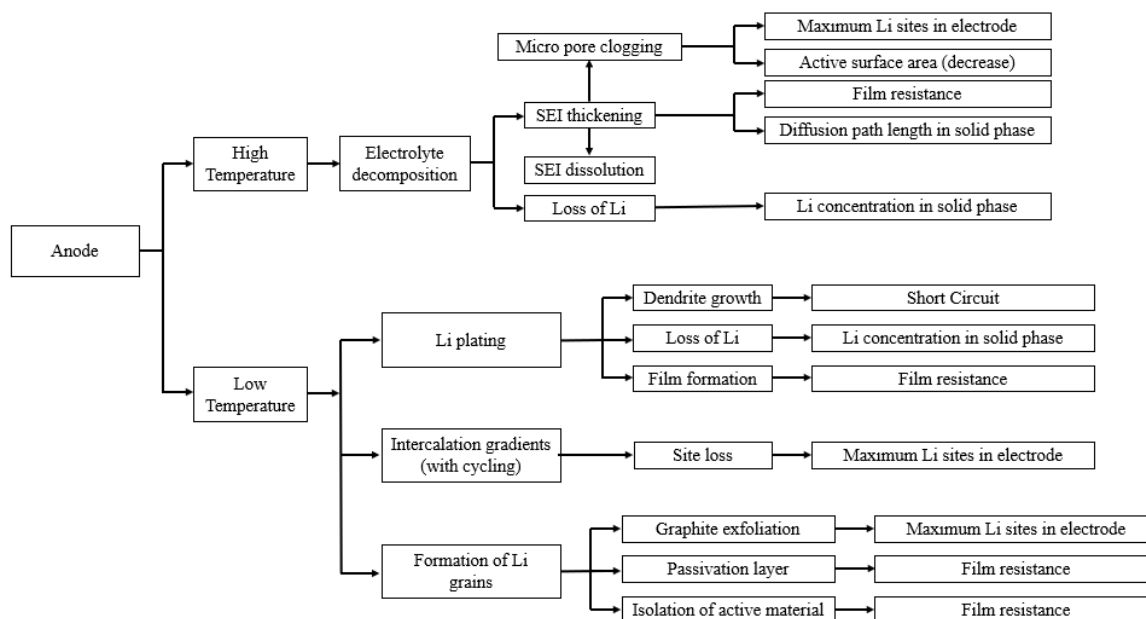 Maximum Li sites in electrode
Micro pore clogging
Active surface area (decrease)
Film resistance
SEI thickening
Diffusion path length in solid phase
High
Temperature
Electrolyte
decomposition
SEI dissolution
Loss of Li
Li concentration in solid phase
Anode
Dendrite growth
Short Circuit
Li plating
Loss of Li
Li concentration in solid phase
Film formation
Film resistance
Low
Temperature
Intercalation gradients
(with cycling)
Site loss
Maximum Li sites in electrode
Graphite exfoliation
Maximum Li sites in electrode
Formation of Li
grains
Passivation layer
Film resistance
Isolation of active material
Film resistance